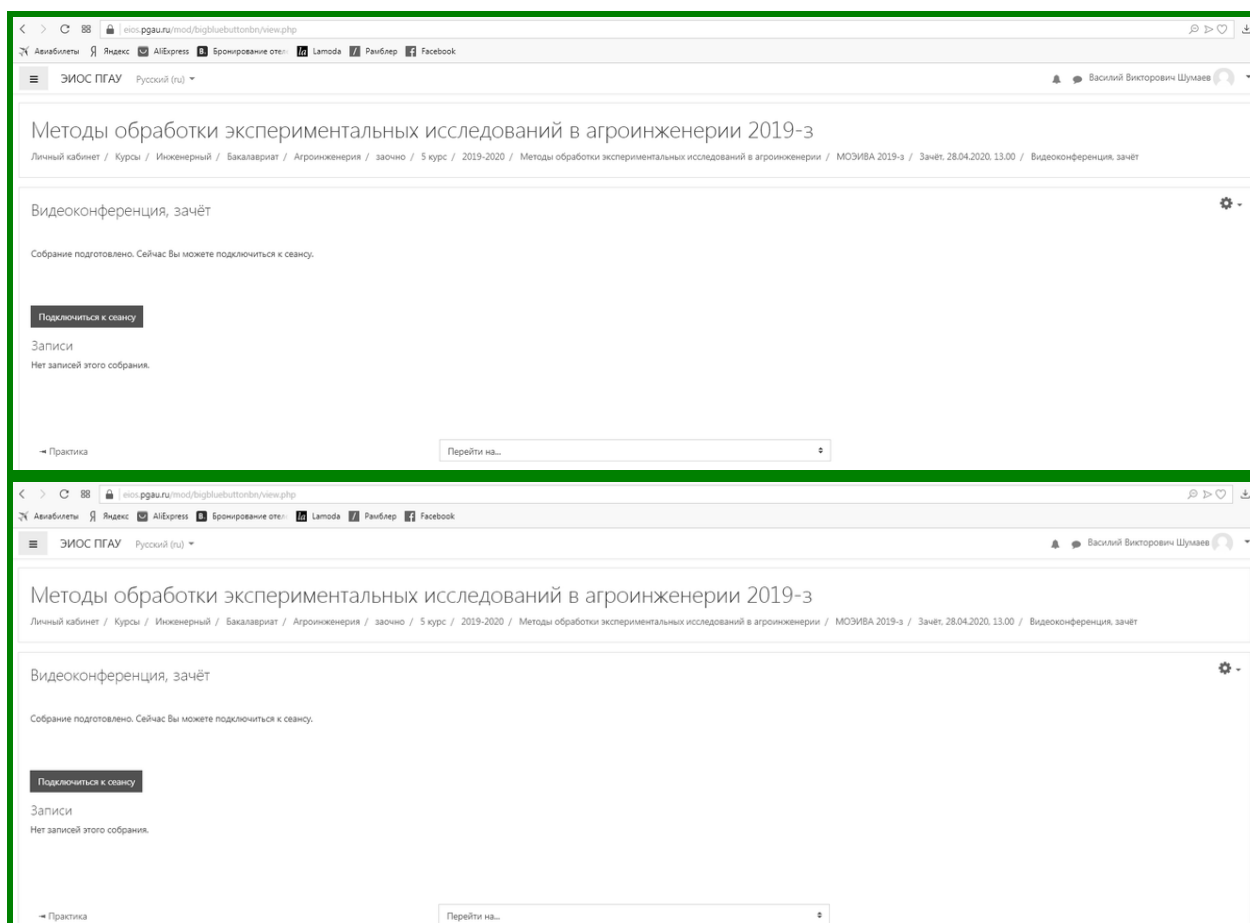 eios.pgau.ru/mod/bigbluebuttonbn/view.php
Авиабилеты Яндекс AliExpress Бронирование отел Lamoda Рамблер Facebook
ЭИОС ПГАУ Русский (ru) Василий Викторович Шумаев
Методы обработки экспериментальных исследований в агроинженерии 2019-з
Личный кабинет / Курсы / Инженерный / Бакалавриат / Агроинженерия / заочно / 5 курс / 2019-2020 / Методы обработки экспериментальных исследований в агроинженерии / МОЭИВА 2019-з / Зачёт, 28.04.2020, 13.00 / Видеоконференция, зачёт
Видеоконференция, зачёт
Собрание подготовлено. Сейчас Вы можете подключиться к сеансу.
Подключиться к сеансу
Записи
Нет записей этого собрания.
◄ Практика Перейти на...
eios.pgau.ru/mod/bigbluebuttonbn/view.php
Авиабилеты Яндекс AliExpress Бронирование отел Lamoda Рамблер Facebook
ЭИОС ПГАУ Русский (ru) Василий Викторович Шумаев
Методы обработки экспериментальных исследований в агроинженерии 2019-з
Личный кабинет / Курсы / Инженерный / Бакалавриат / Агроинженерия / заочно / 5 курс / 2019-2020 / Методы обработки экспериментальных исследований в агроинженерии / МОЭИВА 2019-з / Зачёт, 28.04.2020, 13.00 / Видеоконференция, зачёт
Видеоконференция, зачёт
Собрание подготовлено. Сейчас Вы можете подключиться к сеансу.
Подключиться к сеансу
Записи
Нет записей этого собрания.
◄ Практика Перейти на...